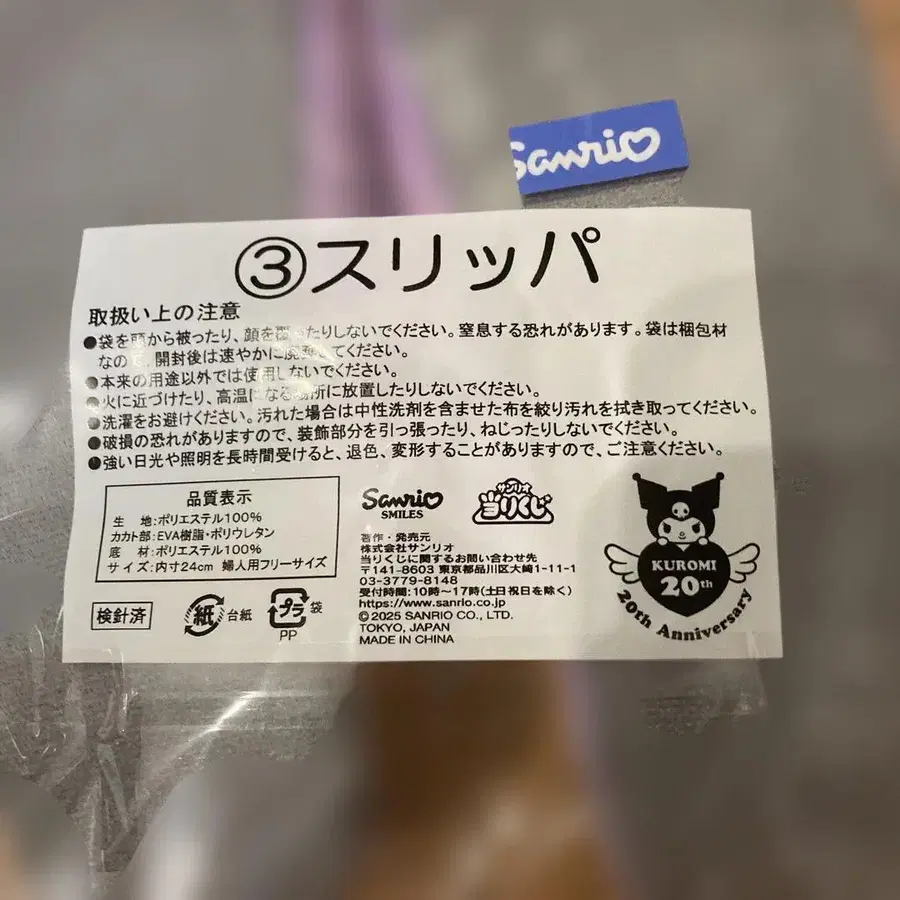 Sanrio
③スリッパ
取扱い上の注意
●袋を頭から被ったり、顔を覆ったりしないでください。窒息する恐れがあります。袋は梱包材
なので、開封後は速やかに廃棄してください。
●本来の用途以外では使用しないでください。
●火に近づけたり、高温になる場所に放置したりしないでください。
●洗濯をお避けください。汚れた場合は中性洗剤を含ませた布を絞り汚れを拭き取ってください。
●破損の恐れがありますので、装飾部分を引っ張ったり、ねじったりしないでください。
●強い日光や照明を長時間受けると、退色、変形することがありますので、ご注意ください。
品質表示
生 地:ポリエステル100%
カカト部:EVA樹脂・ポリウレタン
底 材:ポリエステル100%
サイズ:内寸24cm 婦人用フリーサイズ
検針済
紙 台紙
プラ 袋
PP
Sanrio
SMILES
サンリオ
当りくじ
著作・発売元
株式会社サンリオ
当りくじに関するお問い合わせ先
〒141-8603 東京都品川区大崎1-11-1
03-3779-8148
受付時間:10時〜17時(土日祝日を除く)
https://www.sanrio.co.jp
©2025 SANRIO CO., LTD.
TOKYO, JAPAN
MADE IN CHINA
KUROMI
20th
20th Anniversary